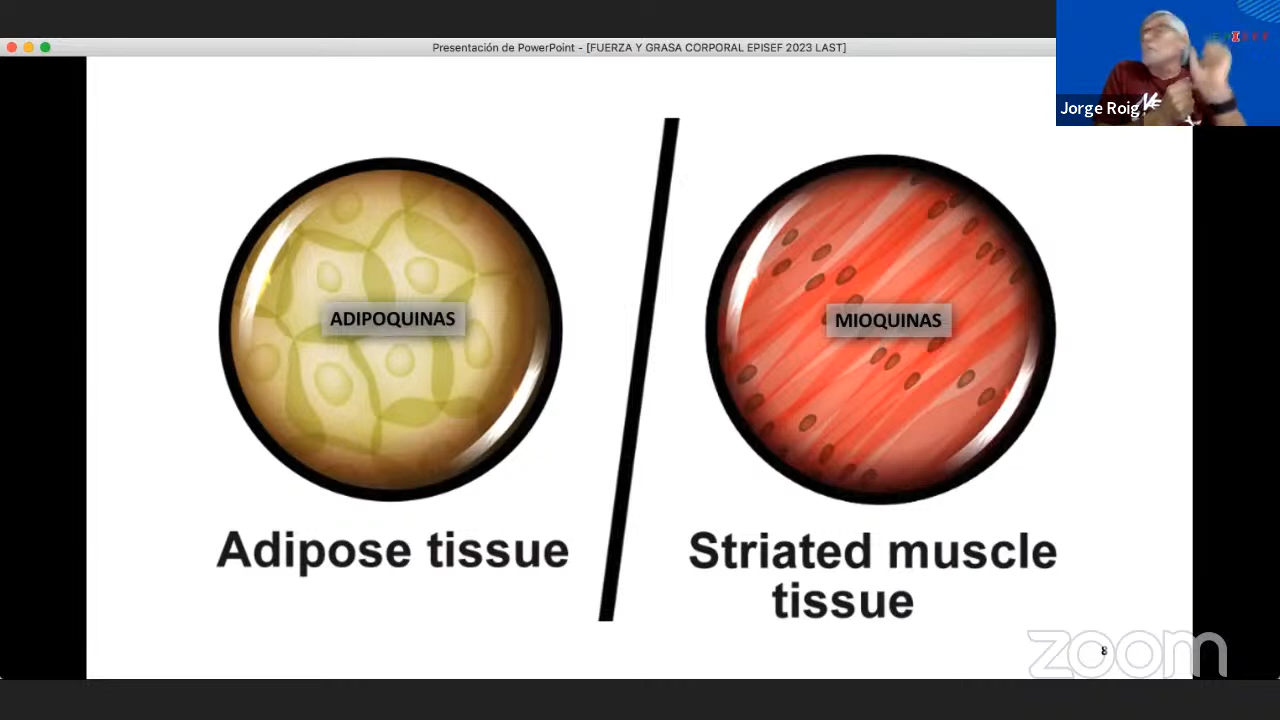 Presentación de PowerPoint - [FUERZA Y GRASA CORPORAL EPISEF 2023 LAST]
Jorge Roig
ADIPOQUINAS
MIOQUINAS
Adipose tissue
Striated muscle
tissue
8
zoom